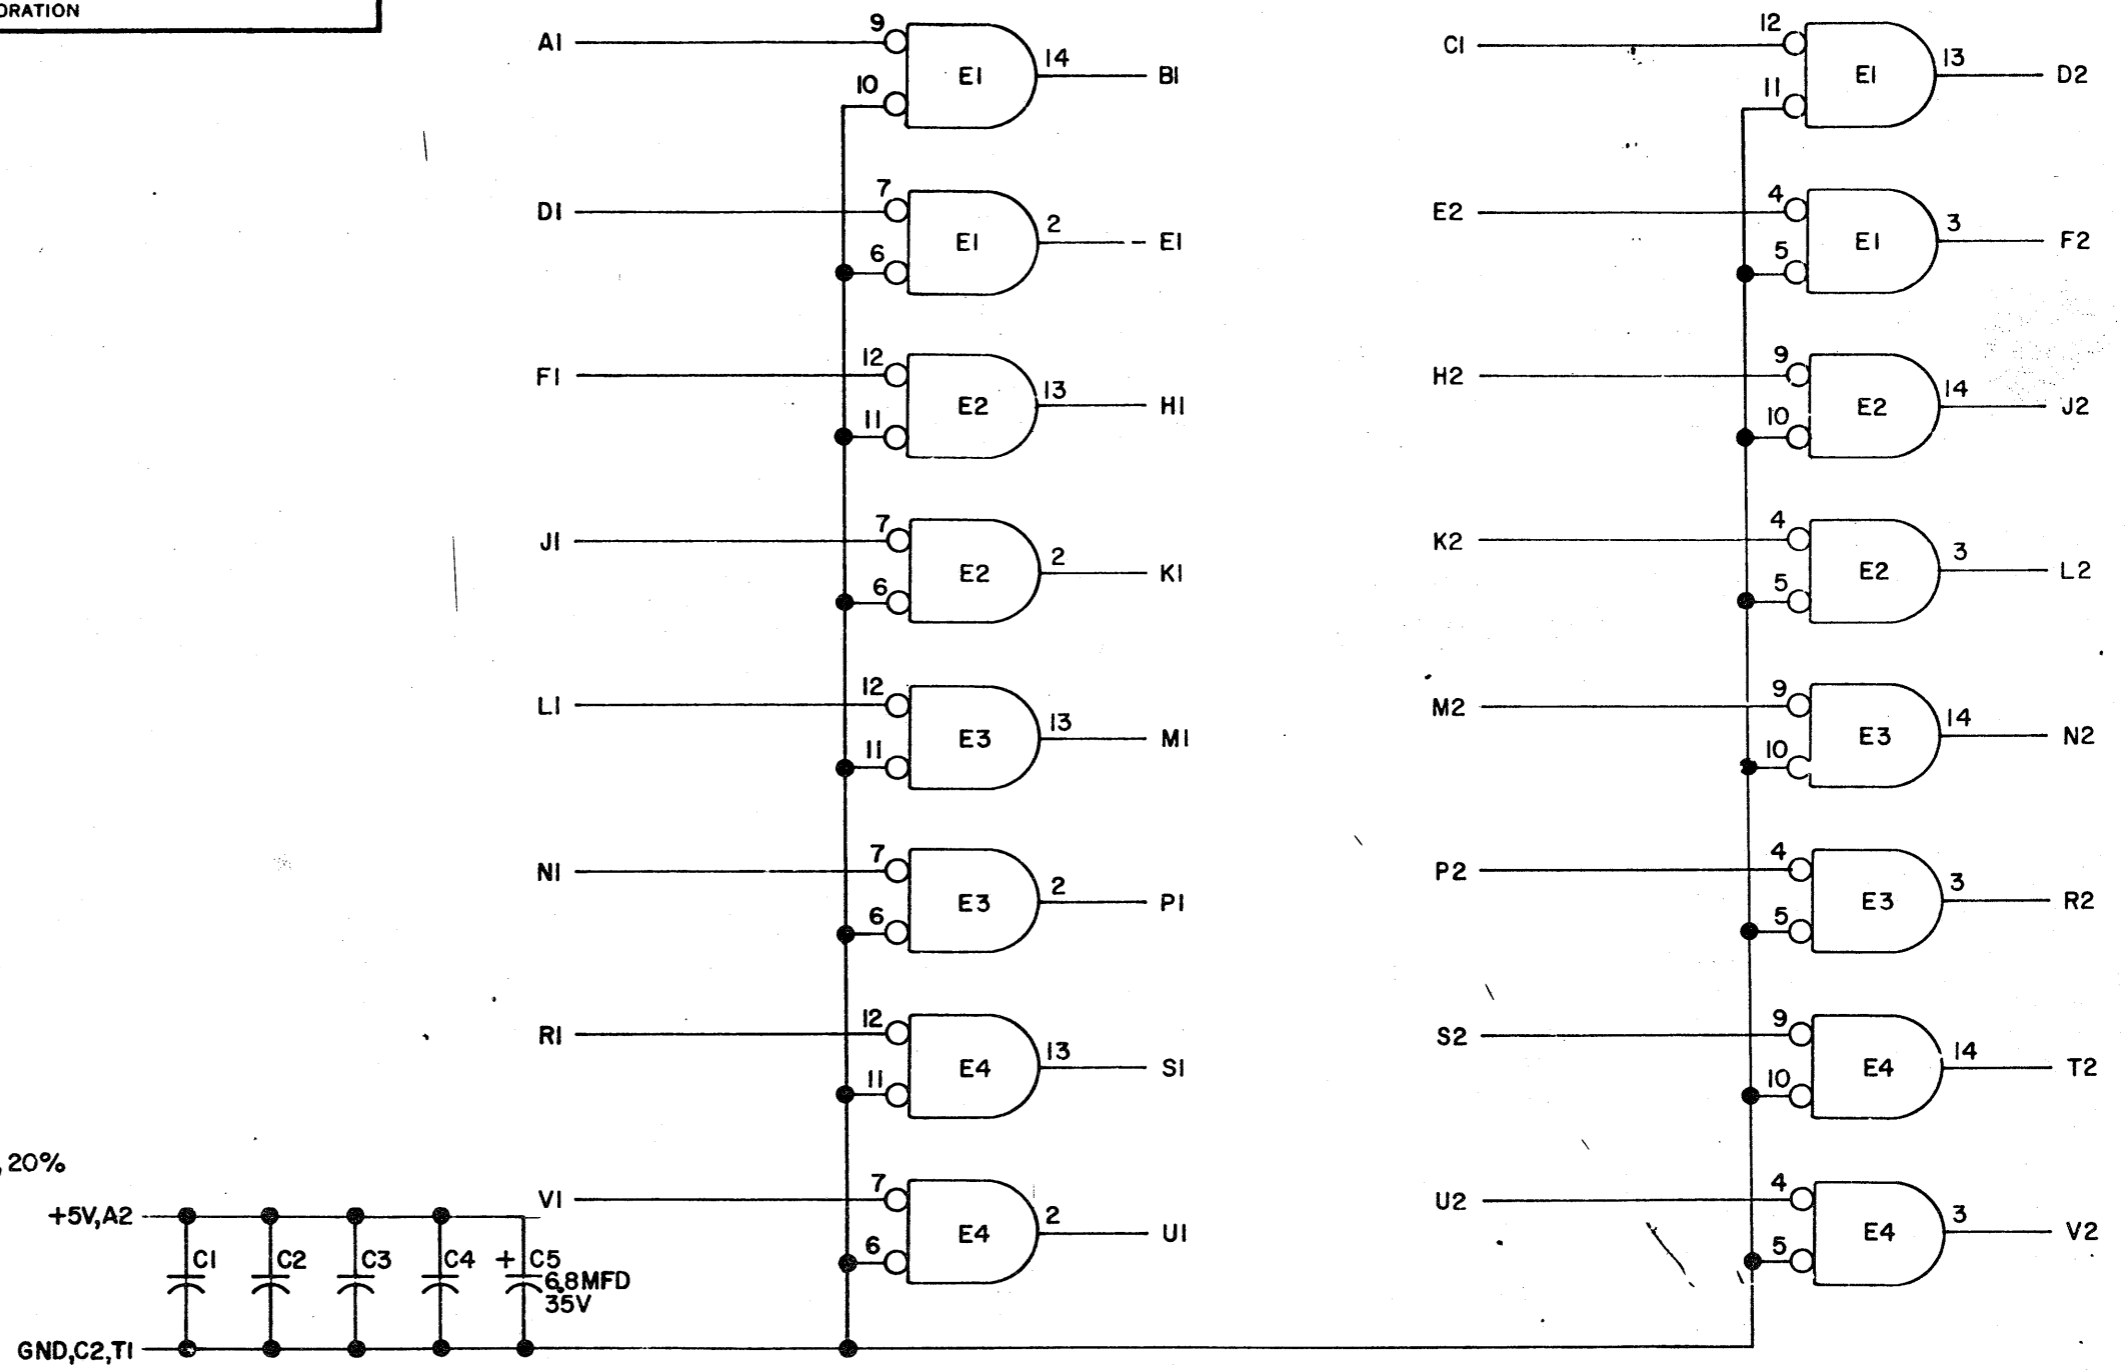 ORATION
A1 9 10 E1 14 B1
C1 12 11 E1 13 D2
D1 7 6 E1 2 E1
E2 4 5 E1 3 F2
F1 12 11 E2 13 H1
H2 9 10 E2 14 J2
J1 7 6 E2 2 K1
K2 4 5 E2 3 L2
L1 12 11 E3 13 M1
M2 9 10 E3 14 N2
N1 7 6 E3 2 P1
P2 4 5 E3 3 R2
R1 12 11 E4 13 S1
S2 9 10 E4 14 T2
V1 7 6 E4 2 U1
U2 4 5 E4 3 V2
, 20%
+5V,A2
C1 C2 C3 C4 + C5
6.8MFD
35V
GND,C2,T1